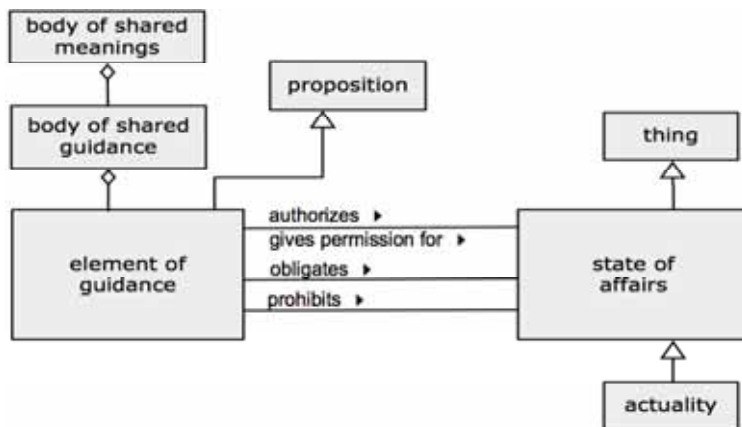 body of shared
meanings
proposition
body of shared
guidance
thing
authorizes ▸
gives permission for ▸
element of
guidance
obligates ▸
prohibits ▸
state of
affairs
actuality